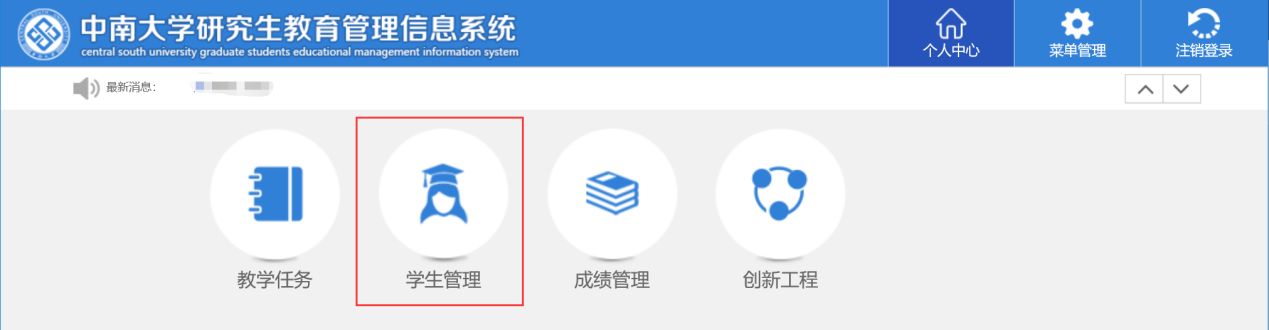 中南大学研究生教育管理信息系统
central south university graduate students educational management information system
个人中心
菜单管理
注销登录
最新消息:
教学任务
学生管理
成绩管理
创新工程